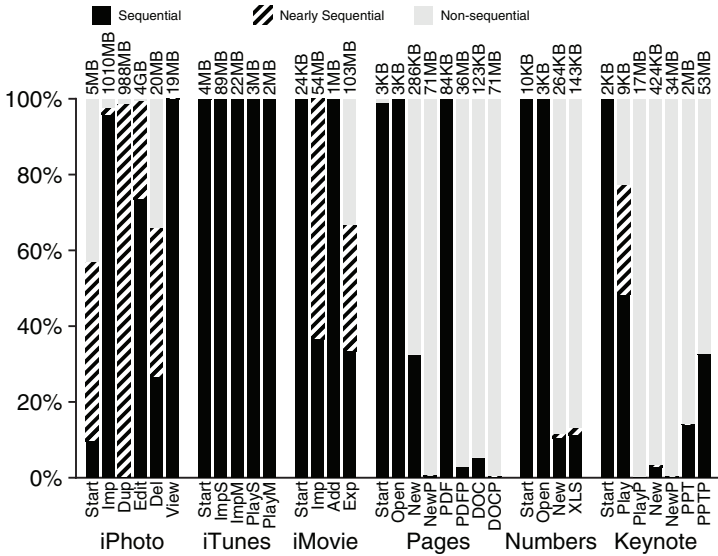 Sequential Nearly Sequential Non-sequential
5MB 1010MB 988MB 4GB 20MB 19MB 4MB 89MB 22MB 3MB 2MB 24KB 54MB 1MB 103MB 3KB 3KB 286KB 71MB 84KB 36MB 123KB 71MB 10KB 3KB 264KB 143KB 2KB 9KB 17MB 424KB 34MB 2MB 53MB
100%
80%
60%
40%
20%
0%
Start Imp Dup Edit Del View Start ImpS ImpM PlayS PlayM Start Imp Add Exp Start Open New NewP PDF PDFP DOC DOCP Start Open New XLS Start Play PlayP New NewP PPT PPTP
iPhoto iTunes iMovie Pages Numbers Keynote